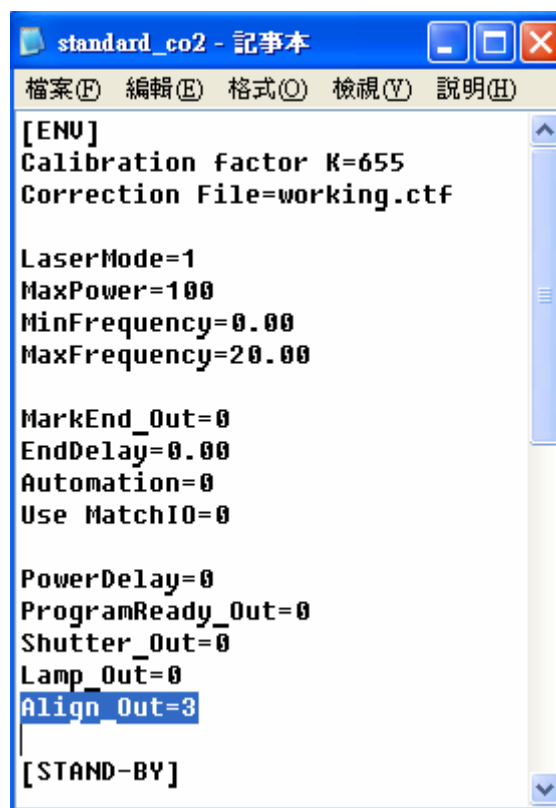 standard_co2 - 記事本
檔案(F) 編輯(E) 格式(O) 檢視(V) 說明(H)
[ENV]
Calibration factor K=655
Correction File=working.ctf
LaserMode=1
MaxPower=100
MinFrequency=0.00
MaxFrequency=20.00
MarkEnd_Out=0
EndDelay=0.00
Automation=0
Use MatchIO=0
PowerDelay=0
ProgramReady_Out=0
Shutter_Out=0
Lamp_Out=0
Align_Out=3
[STAND-BY]